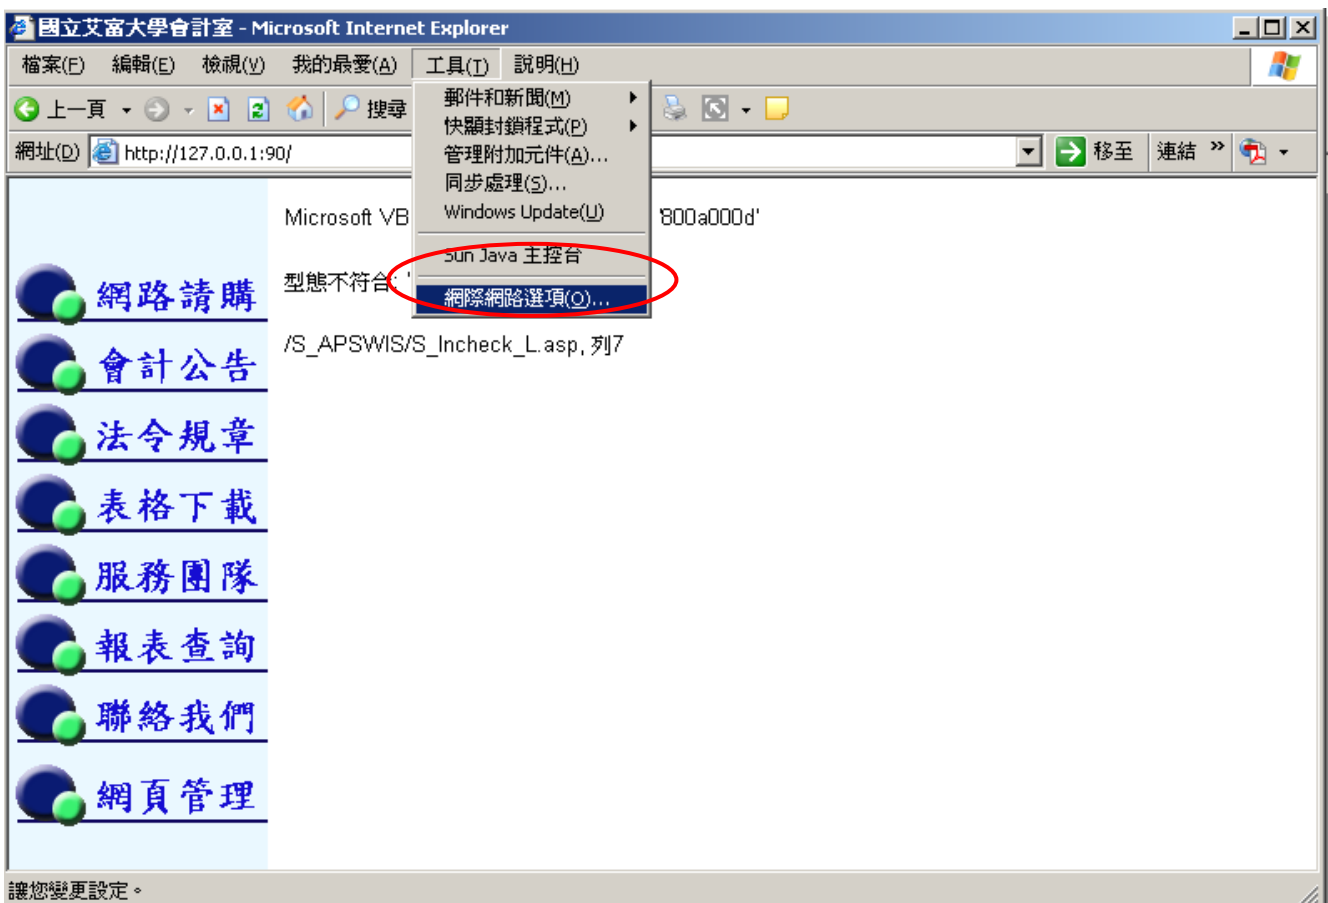 國立艾富大學會計室 - Microsoft Internet Explorer
檔案(F) 編輯(E) 檢視(V) 我的最愛(A) 工具(T) 說明(H)
上一頁 搜尋
網址(D) http://127.0.0.1:90/ 移至 連結 »
郵件和新聞(M)
快顯封鎖程式(P)
管理附加元件(A)...
同步處理(S)...
Windows Update(U)
Sun Java 主控台
網際網路選項(O)...
Microsoft VB '800a000d'
型態不符合: '
/S_APSWIS/S_Incheck_L.asp, 列7
網路請購
會計公告
法令規章
表格下載
服務團隊
報表查詢
聯絡我們
網頁管理
讓您變更設定。